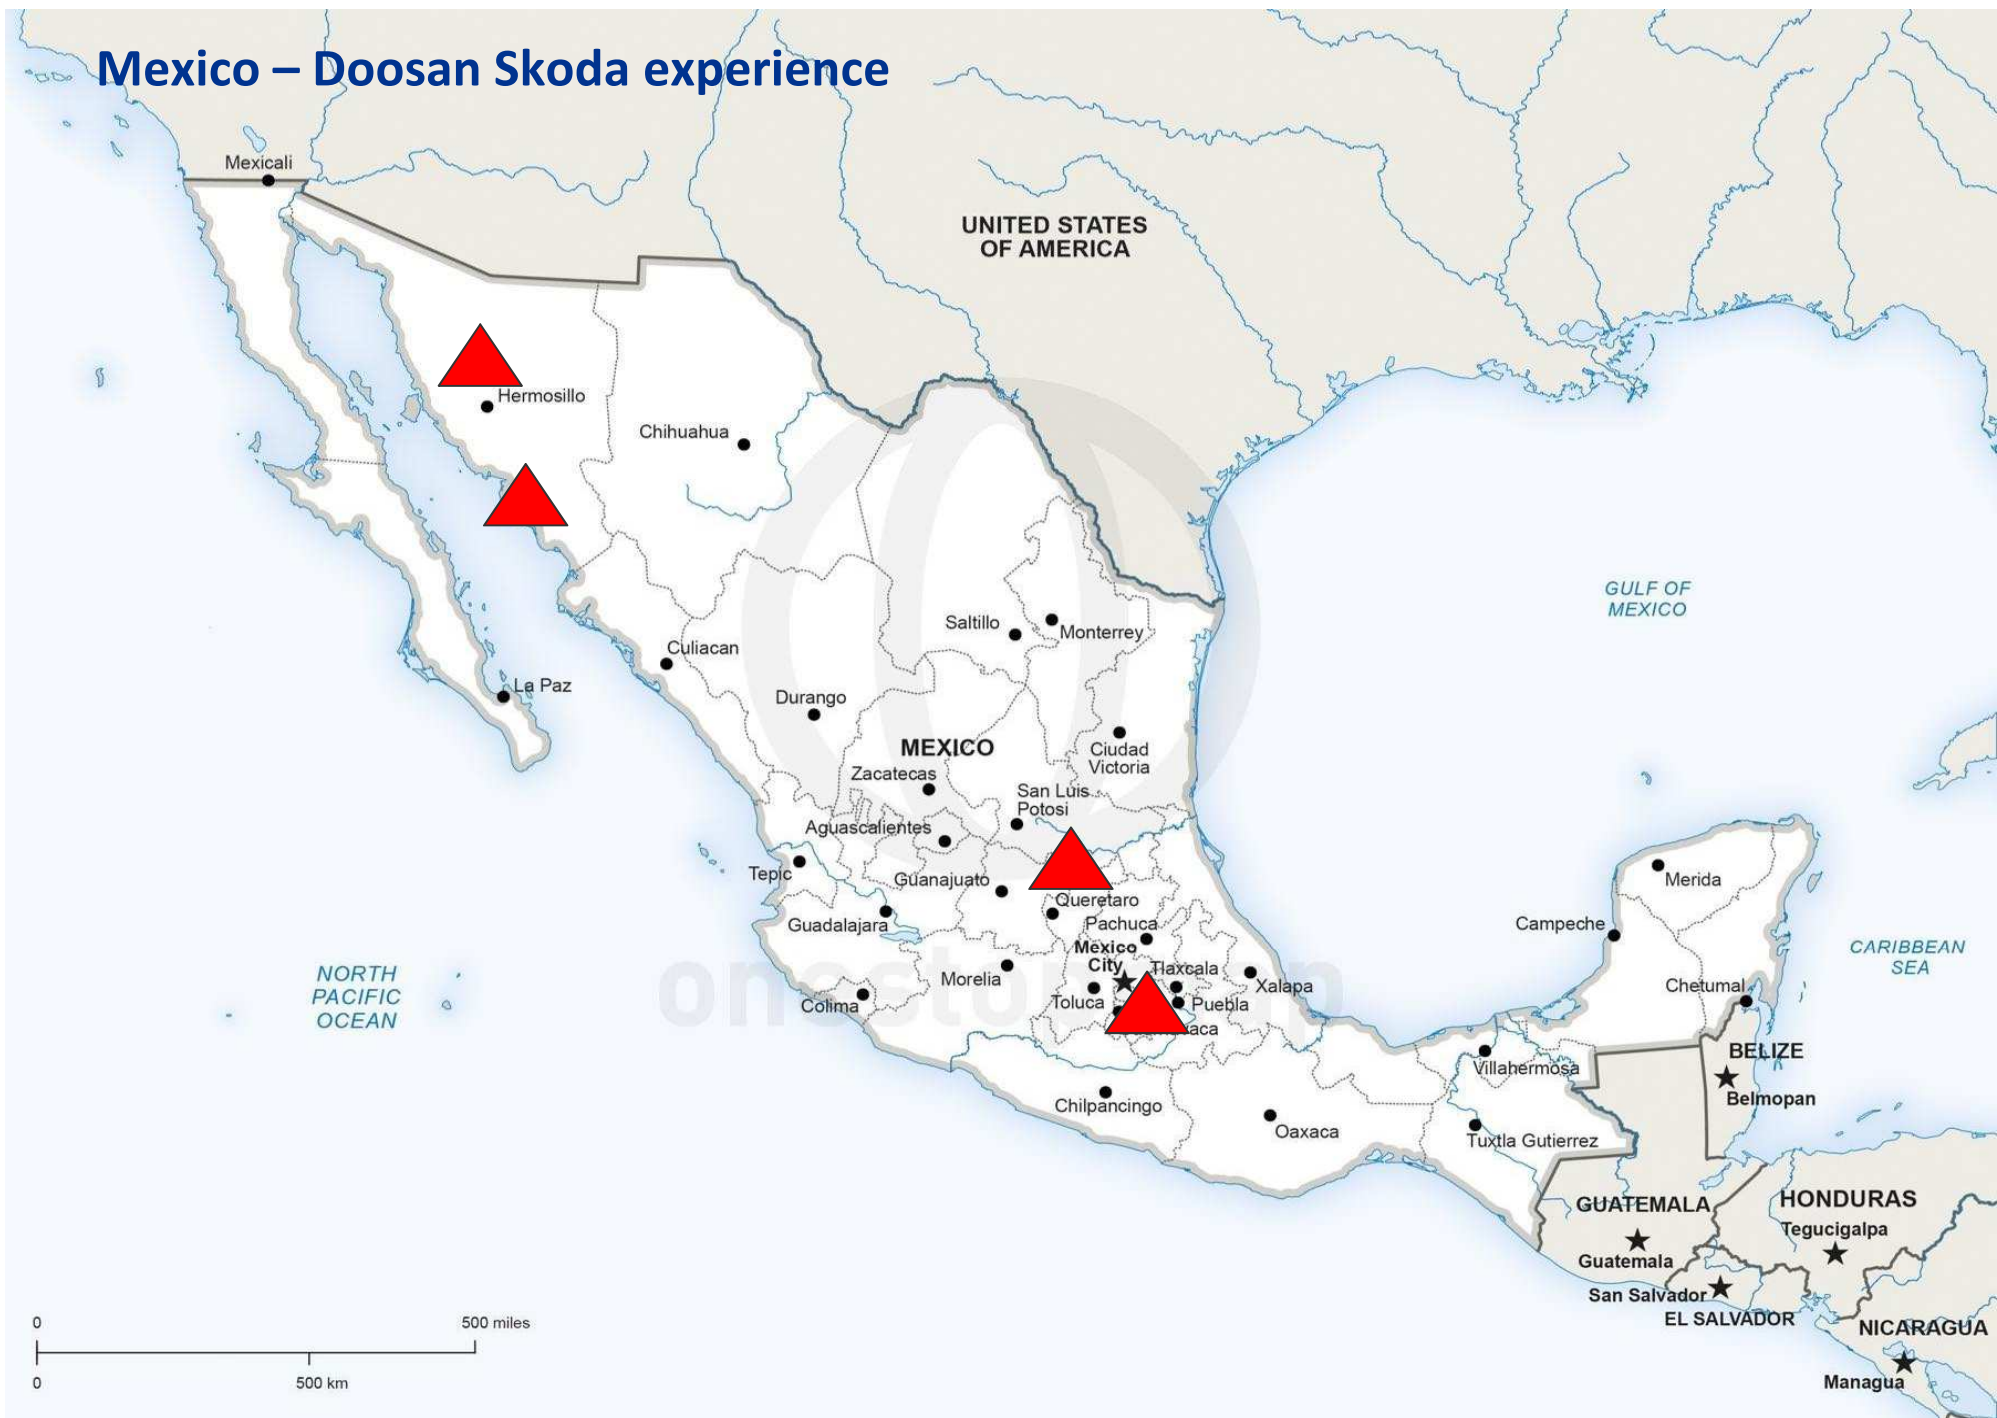 Mexico – Doosan Skoda experience
Mexicali
UNITED STATES
OF AMERICA
Hermosillo
Chihuahua
GULF OF
MEXICO
Saltillo
Monterrey
Culiacan
La Paz
Durango
MEXICO
Ciudad
Victoria
Zacatecas
San Luis
Potosi
Aguascalientes
Tepic
Guanajuato
Merida
Queretaro
Guadalajara
Pachuca
Campeche
Mexico
City
CARIBBEAN
SEA
NORTH
PACIFIC
OCEAN
Morelia
Tlaxcala
Xalapa
Chetumal
Colima
Toluca
Puebla
BELIZE
Villahermosa
Belmopan
Chilpancingo
Oaxaca
Tuxtla Gutierrez
GUATEMALA
HONDURAS
Tegucigalpa
Guatemala
San Salvador
EL SALVADOR
NICARAGUA
Managua
0
500 miles
0
500 km